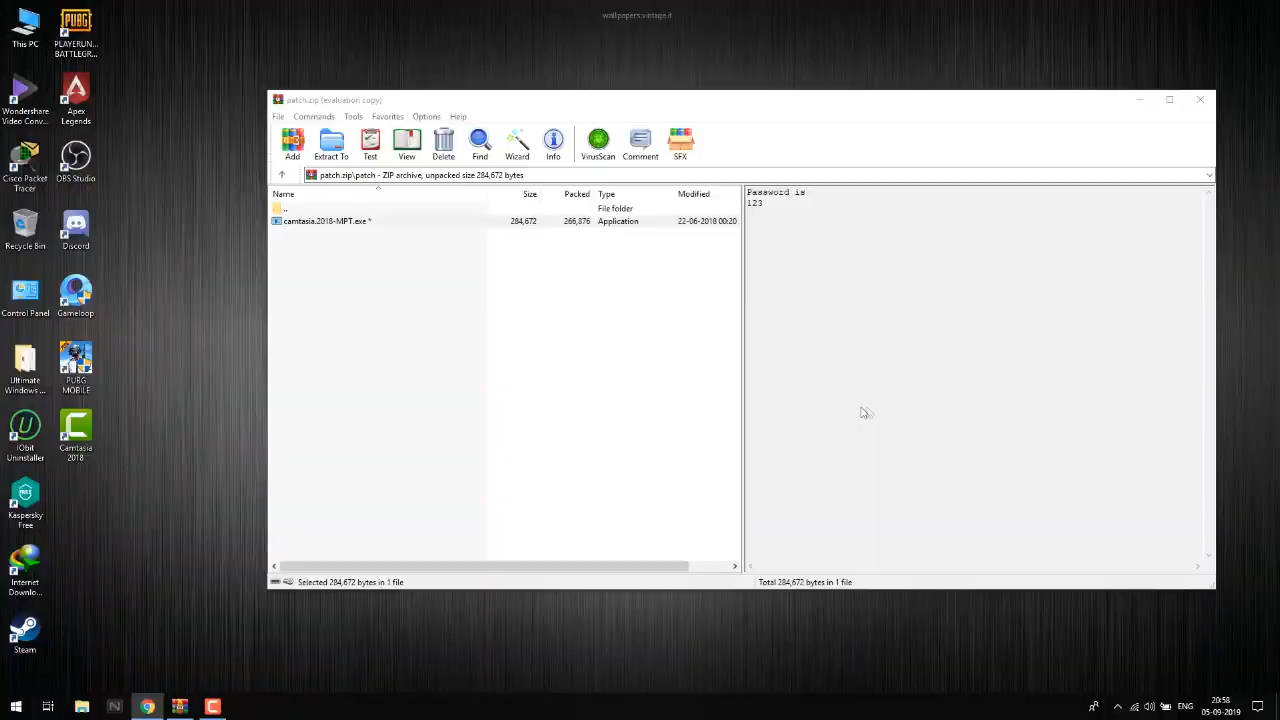 wallpapers.vintage.it
This PC
PLAYERUN...
BATTLEGR...
Wondershare
Video Conv...
Apex
Legends
Cisco Packet
Tracer
OBS Studio
Recycle Bin
Discord
Control Panel
Gameloop
Ultimate
Windows ...
PUBG
MOBILE
IObit
Uninstaller
Camtasia
2018
Kaspersky
Free
Internet
Downlo...
Steam
patch.zip (evaluation copy)
File Commands Tools Favorites Options Help
Add Extract To Test View Delete Find Wizard Info VirusScan Comment SFX
patch.zip\patch - ZIP archive, unpacked size 284,672 bytes
Name Size Packed Type Modified
.. File folder
camtasia.2018-MPT.exe * 284,672 266,876 Application 22-06-2018 00:20
Password is
123
Selected 284,672 bytes in 1 file
Total 284,672 bytes in 1 file
ENG
20:58
05-09-2019